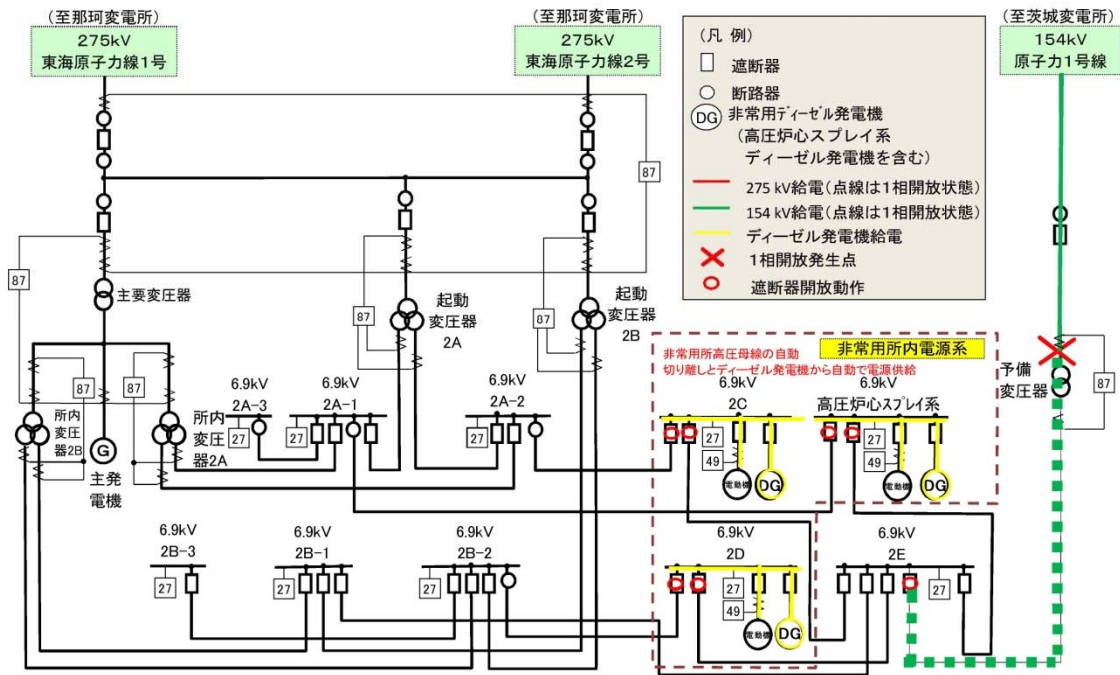 (至那珂変電所)
275kV
東海原子力線1号
(至那珂変電所)
275kV
東海原子力線2号
(至茨城変電所)
154kV
原子力1号線
(凡 例)
遮断器
断路器
DG
非常用ディーゼル発電機
(高圧炉心スプレイ系
ディーゼル発電機を含む)
275 kV給電(点線は1相開放状態)
154 kV給電(点線は1相開放状態)
ディーゼル発電機給電
1相開放発生点
遮断器開放動作
87
87
87
87
主要変圧器
起動
変圧器
2A
起動
変圧器
2B
87
87
所内
変圧
器2B
G
主発
電機
所内
変圧
器2A
予備
変圧器
87
非常用所高圧母線の自動
切り離しとディーゼル発電機から自動で電源供給
非常用所内電源系
6.9kV
2A-3
27
6.9kV
2A-1
27
6.9kV
2A-2
27
6.9kV
2C
27
49
電動機
DG
高圧炉心スプレイ系
27
49
電動機
DG
6.9kV
2B-3
27
6.9kV
2B-1
27
6.9kV
2B-2
27
6.9kV
2D
27
49
電動機
DG
6.9kV
2E
27